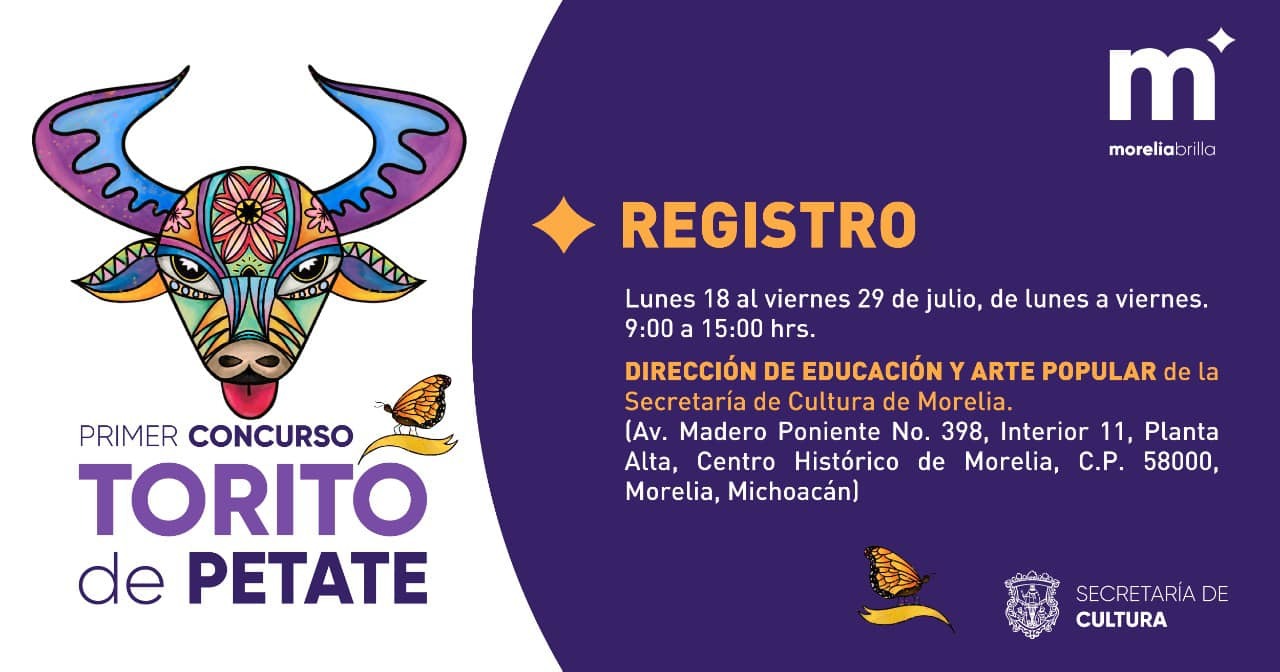 PRIMER CONCURSO
TORITO
de PETATE
m
moreliabrilla
REGISTRO
Lunes 18 al viernes 29 de julio, de lunes a viernes.
9:00 a 15:00 hrs.
DIRECCIÓN DE EDUCACIÓN Y ARTE POPULAR de la
Secretaría de Cultura de Morelia.
(Av. Madero Poniente No. 398, Interior 11, Planta
Alta, Centro Histórico de Morelia, C.P. 58000,
Morelia, Michoacán)
SECRETARÍA DE
CULTURA